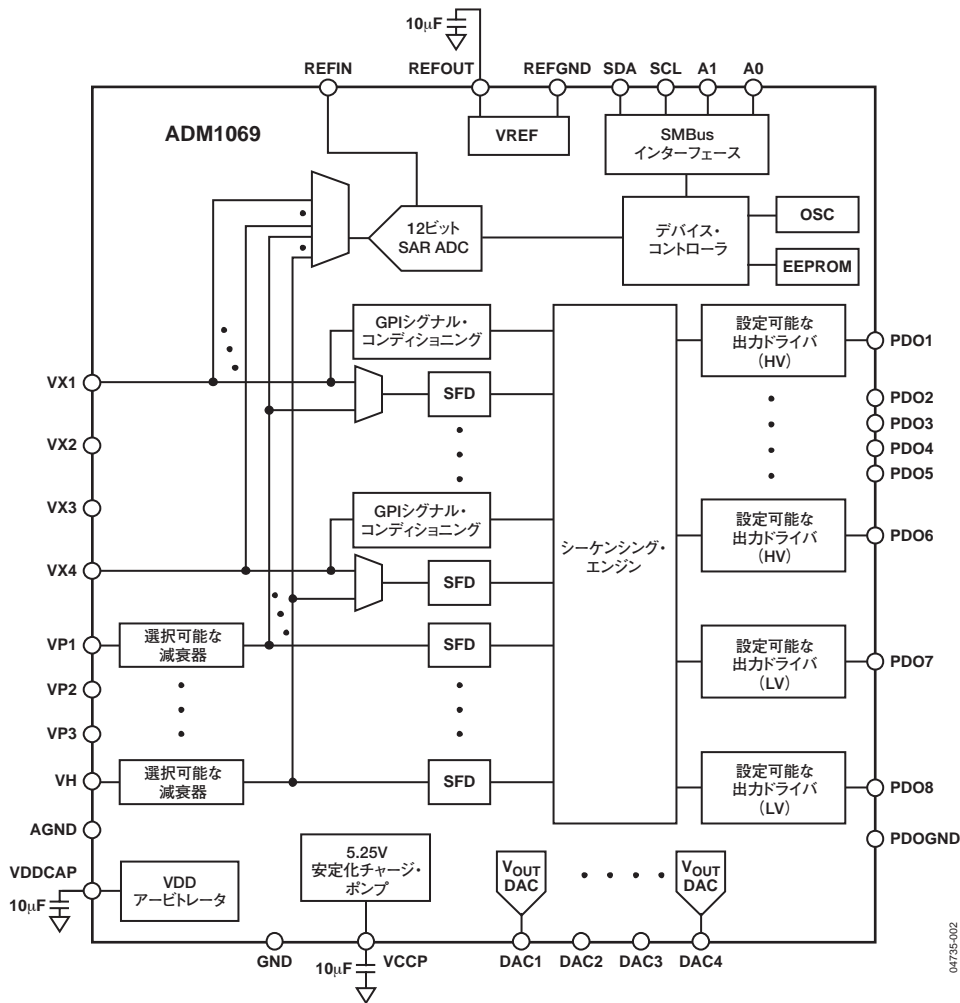 10μF
REFIN
REFOUT
REFGND
SDA
SCL
A1
A0
ADM1069
VREF
SMBus
インターフェース
12ビット
SAR ADC
デバイス・
コントローラ
OSC
EEPROM
GPIシグナル・
コンディショニング
設定可能な
出力ドライバ
(HV)
PDO1
VX1
SFD
PDO2
PDO3
PDO4
PDO5
VX2
VX3
GPIシグナル・
コンディショニング
シーケンシング・
エンジン
設定可能な
出力ドライバ
(HV)
PDO6
VX4
SFD
VP1
選択可能な
減衰器
SFD
設定可能な
出力ドライバ
(LV)
PDO7
VP2
VP3
VH
選択可能な
減衰器
SFD
設定可能な
出力ドライバ
(LV)
PDO8
AGND
PDOGND
VDDCAP
10μF
VDD
アービトレータ
5.25V
安定化チャージ・
ポンプ
VOUT
DAC
VOUT
DAC
GND
10μF
VCCP
DAC1
DAC2
DAC3
DAC4
04735-002